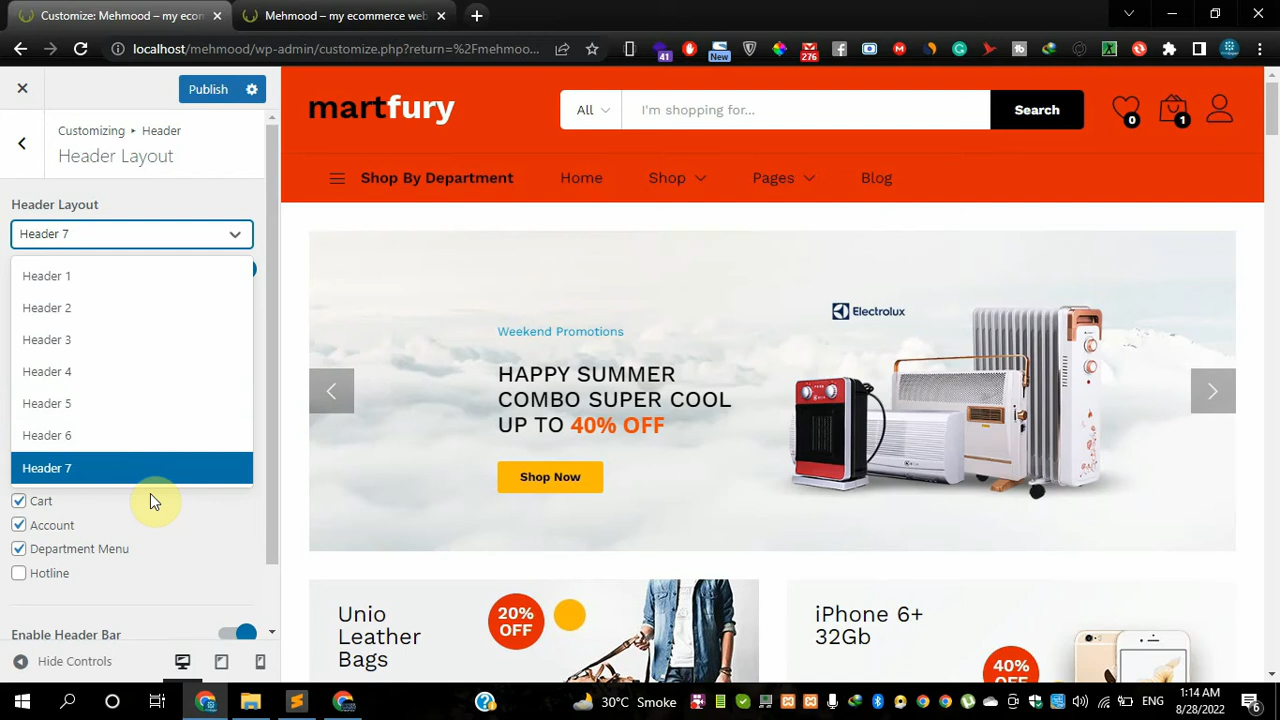 Customize: Mehmood – my ecom
Mehmood – my ecommerce web
localhost/mehmood/wp-admin/customize.php?return=%2Fmehmoo...
41
New
276
Publish
Customizing ▸ Header
Header Layout
Header Layout
Header 7
Header 1
Header 2
Header 3
Header 4
Header 5
Header 6
Header 7
Cart
Account
Department Menu
Hotline
Enable Header Bar
Hide Controls
martfury
All
I'm shopping for...
Search
0
1
Shop By Department
Home
Shop
Pages
Blog
Electrolux
Weekend Promotions
HAPPY SUMMER
COMBO SUPER COOL
UP TO 40% OFF
Shop Now
Unio
Leather
Bags
20%
OFF
iPhone 6+
32Gb
40%
OFF
30°C Smoke
ENG
1:14 AM
8/28/2022
6